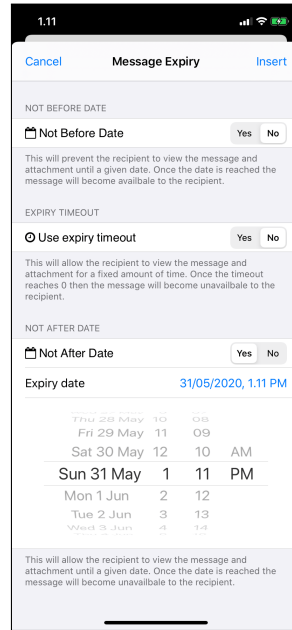 1.11
Cancel Message Expiry Insert
NOT BEFORE DATE
Not Before Date Yes No
This will prevent the recipient to view the message and
attachment until a given date. Once the date is reached the
message will become availbale to the recipient.
EXPIRY TIMEOUT
Use expiry timeout Yes No
This will allow the recipient to view the message and
attachment for a fixed amount of time. Once the timeout
reaches 0 then the message will become unavailbale to the
recipient.
NOT AFTER DATE
Not After Date Yes No
Expiry date 31/05/2020, 1.11 PM
Thu 28 May 10 08
Fri 29 May 11 09
Sat 30 May 12 10 AM
Sun 31 May 1 11 PM
Mon 1 Jun 2 12
Tue 2 Jun 3 13
Wed 3 Jun 4 14
This will allow the recipient to view the message and
attachment until a given date. Once the date is reached the
message will become unavailbale to the recipient.